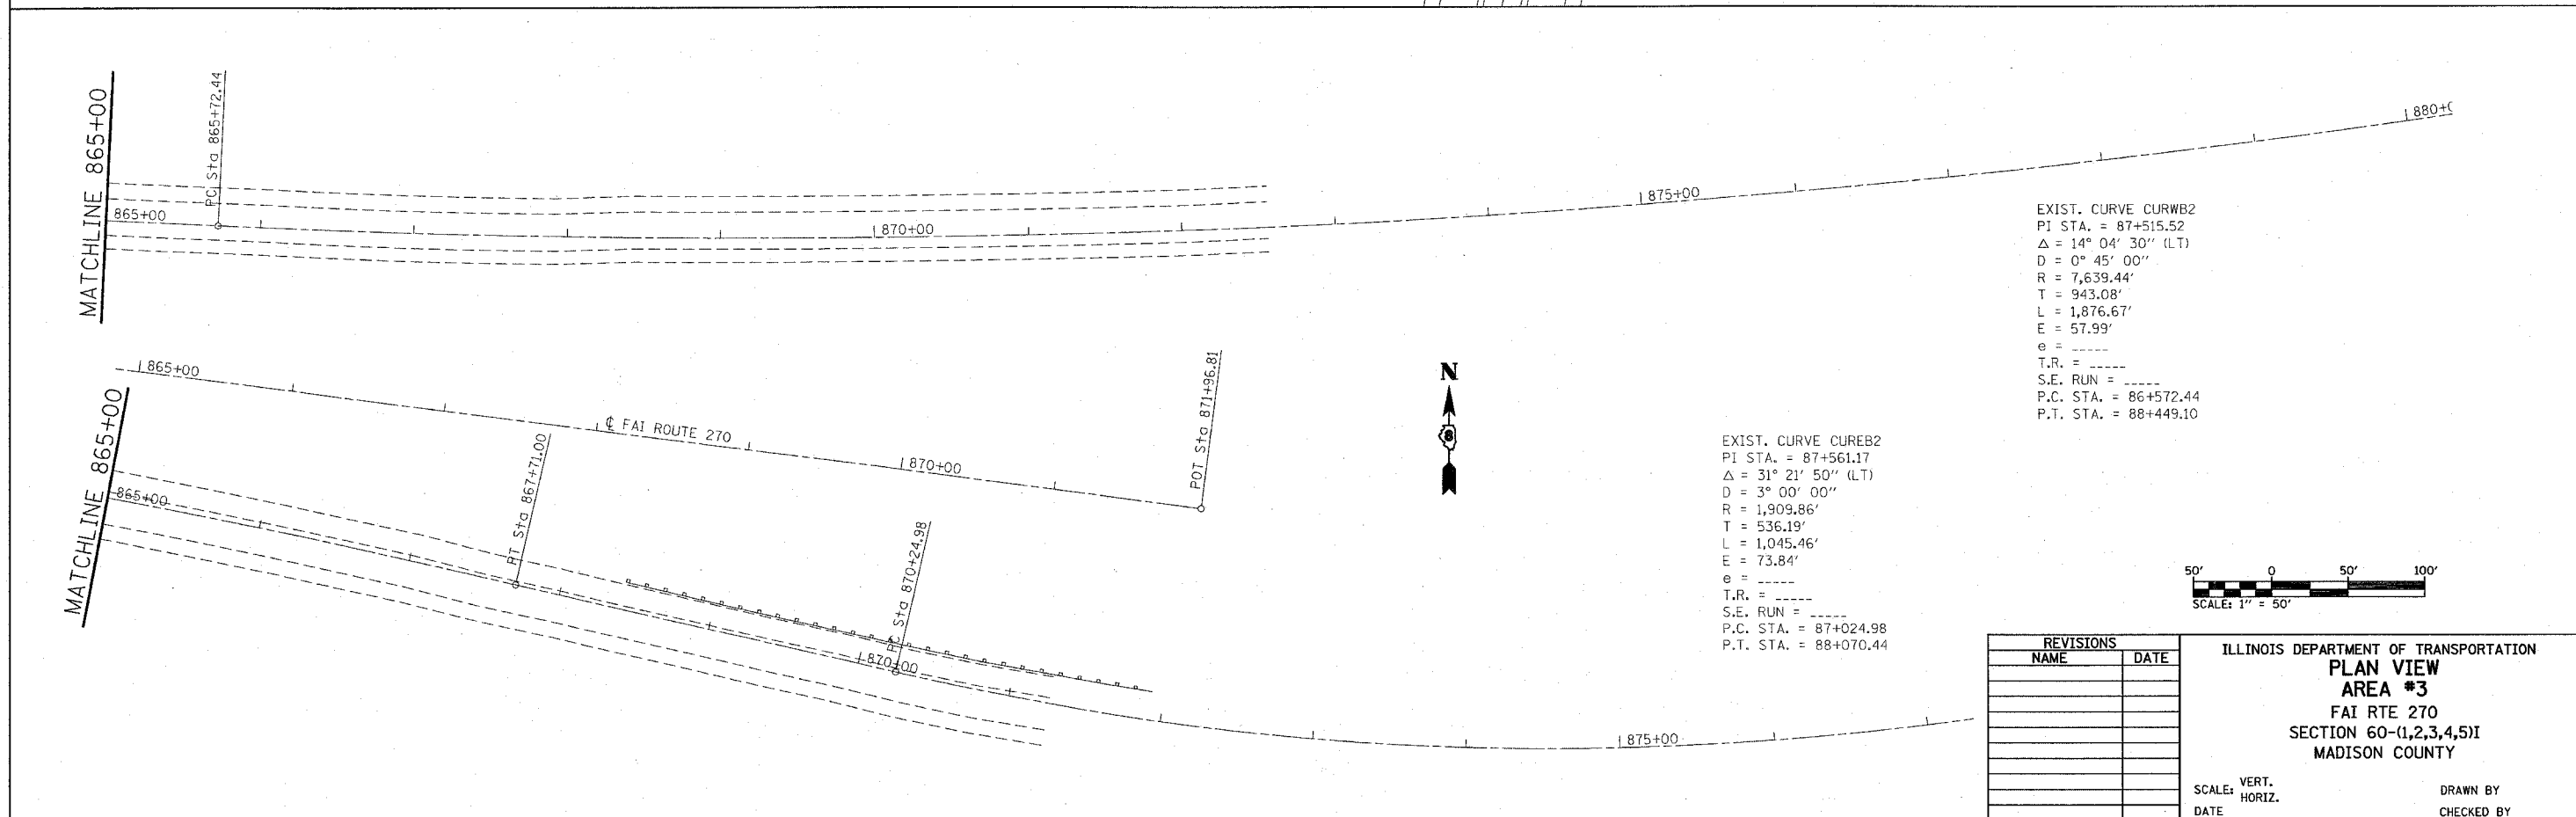 MATCHLINE 865+00
PC Sta 865+72.44
865+00
870+00
875+00
EXIST. CURVE CURWB2
PI STA. = 87+515.52
Δ = 14° 04' 30'' (LT)
D = 0° 45' 00''
R = 7,639.44'
T = 943.08'
L = 1,876.67'
E = 57.99'
e = _____
T.R. = _____
S.E. RUN = _____
P.C. STA. = 86+572.44
P.T. STA. = 88+449.10
865+00
℄ FAI ROUTE 270
870+00
POT Sta 871+96.81
N
8
MATCHLINE 865+00
865+00
PT Sta 867+71.00
PC Sta 870+24.98
870+00
875+00
EXIST. CURVE CUREB2
PI STA. = 87+561.17
Δ = 31° 21' 50'' (LT)
D = 3° 00' 00''
R = 1,909.86'
T = 536.19'
L = 1,045.46'
E = 73.84'
e = _____
T.R. = _____
S.E. RUN = _____
P.C. STA. = 87+024.98
P.T. STA. = 88+070.44
50' 0 50' 100'
SCALE: 1'' = 50'
REVISIONS
NAME DATE
ILLINOIS DEPARTMENT OF TRANSPORTATION
PLAN VIEW
AREA #3
FAI RTE 270
SECTION 60-(1,2,3,4,5)I
MADISON COUNTY
SCALE: VERT.
HORIZ.
DRAWN BY
DATE
CHECKED BY